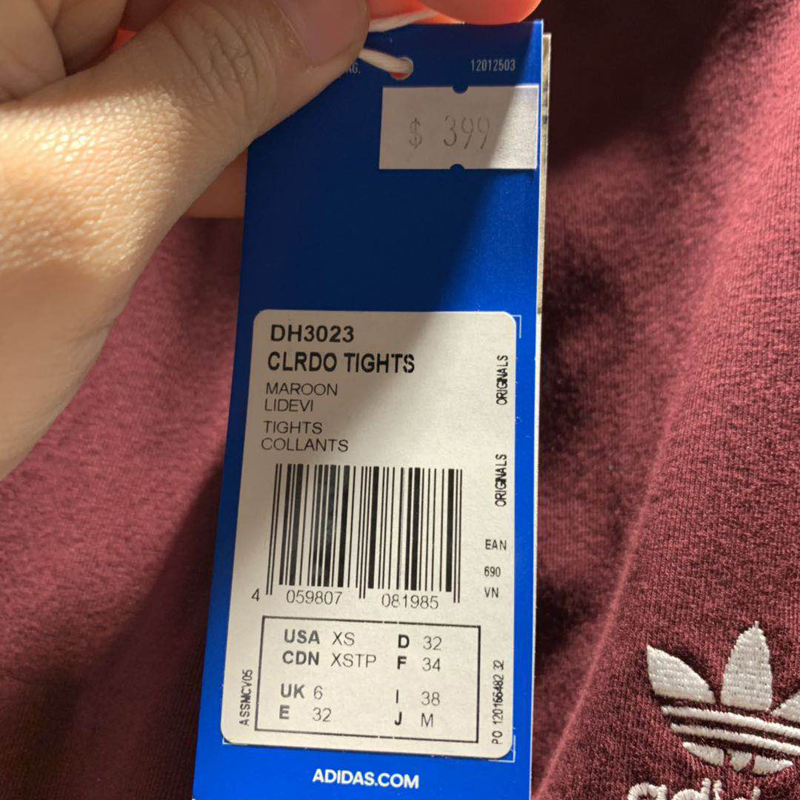 12012503
$ 399
DH3023
CLRDO TIGHTS
MAROON
LIDEVI
TIGHTS
COLLANTS
ORIGINALS
ORIGINALS
EAN
690
VN
4 059807 081985
USA XS D 32
CDN XSTP F 34
UK 6 I 38
E 32 J M
ASSMCV05
PO 120166482 32
ADIDAS.COM